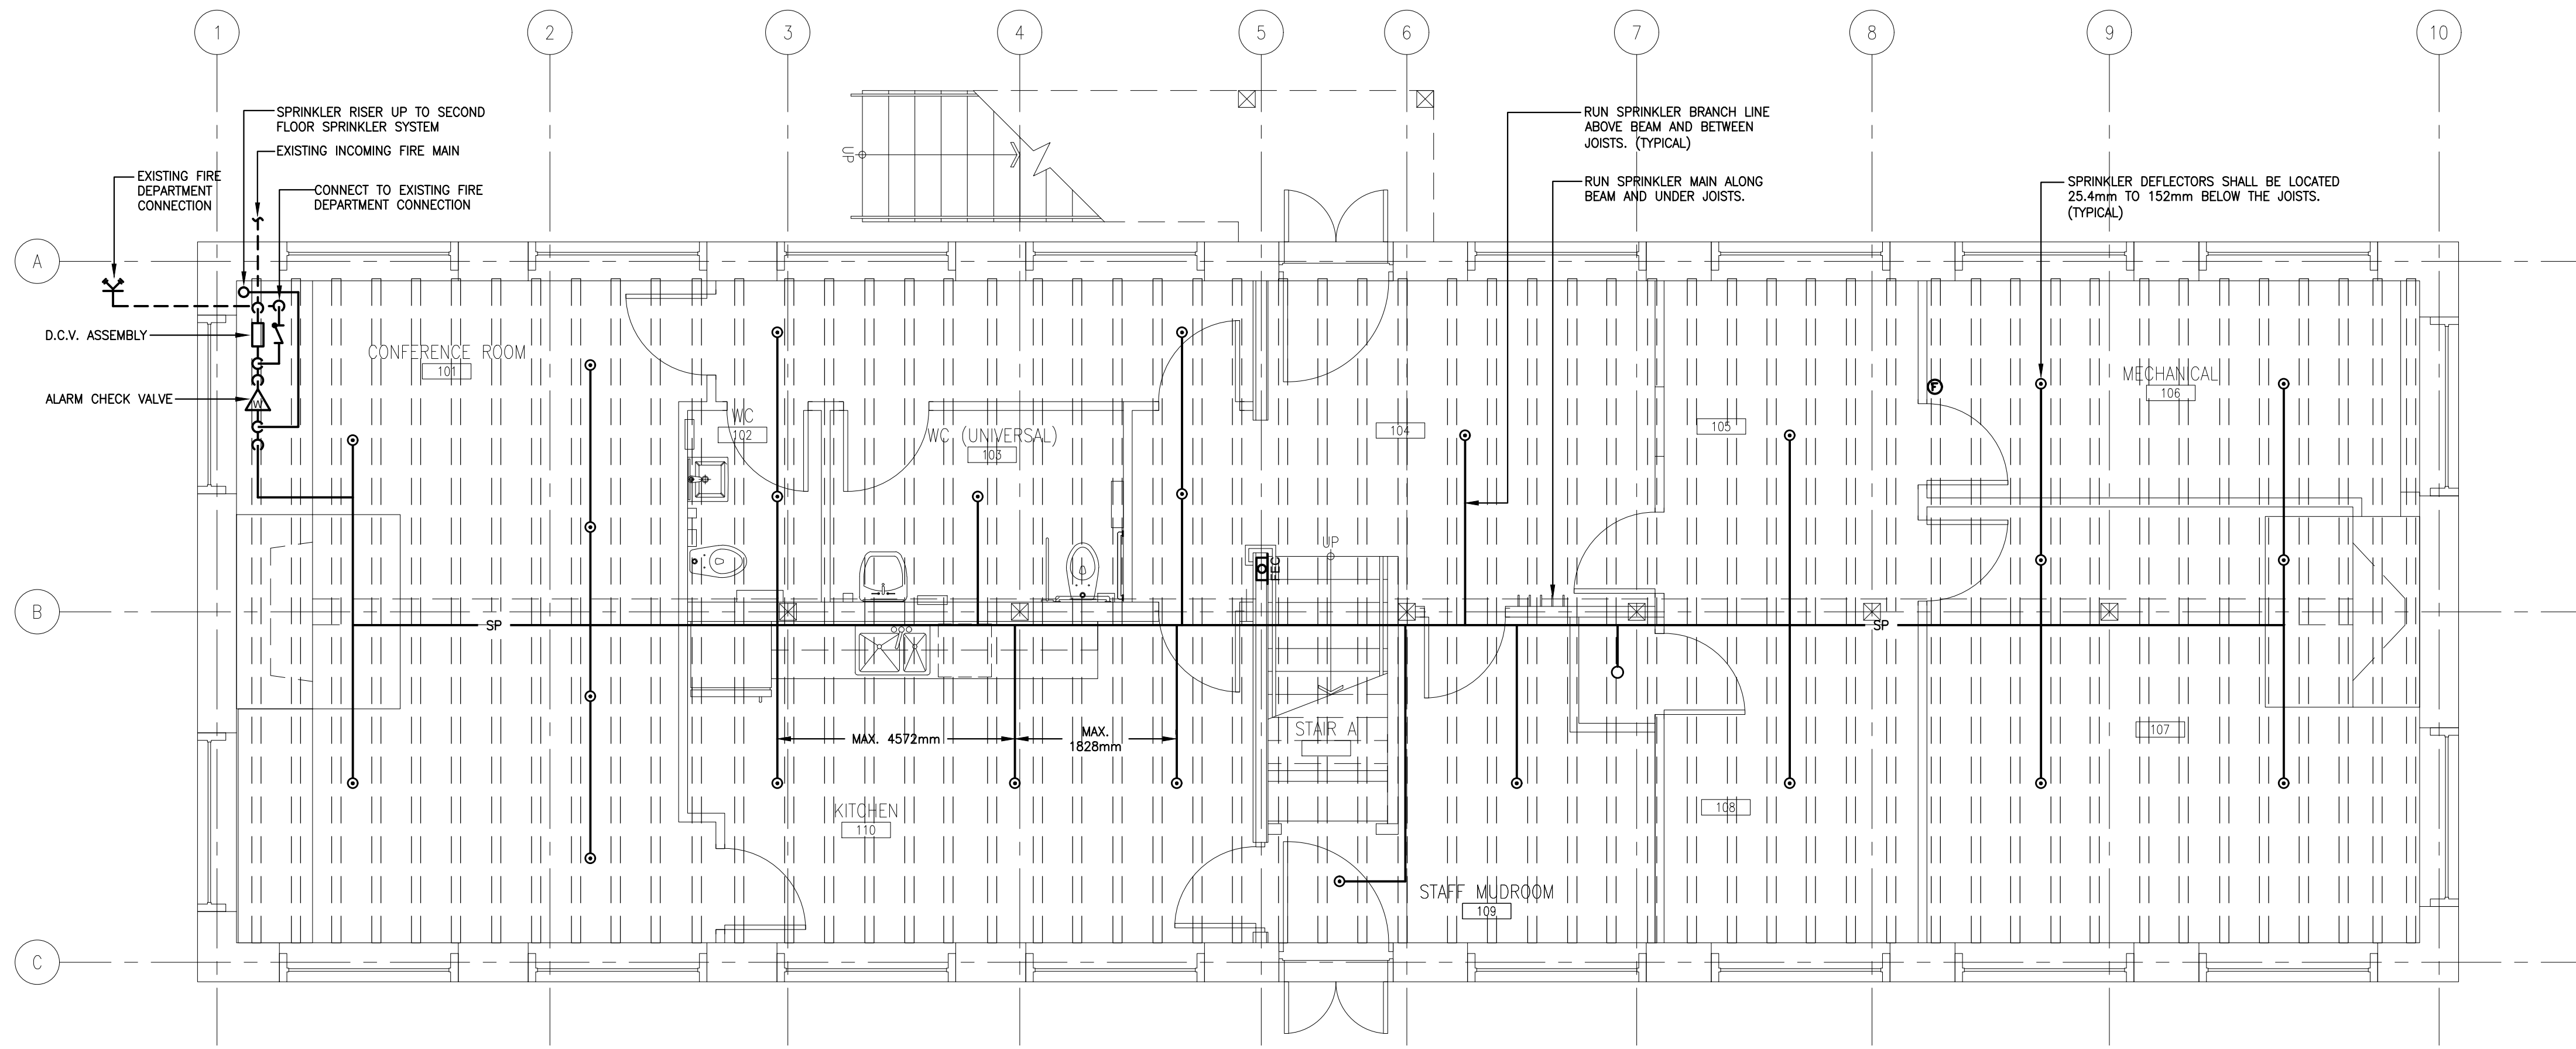 1
2
3
4
5
6
7
8
9
10
SPRINKLER RISER UP TO SECOND
FLOOR SPRINKLER SYSTEM
EXISTING INCOMING FIRE MAIN
EXISTING FIRE
DEPARTMENT
CONNECTION
CONNECT TO EXISTING FIRE
DEPARTMENT CONNECTION
UP
RUN SPRINKLER BRANCH LINE
ABOVE BEAM AND BETWEEN
JOISTS. (TYPICAL)
RUN SPRINKLER MAIN ALONG
BEAM AND UNDER JOISTS.
SPRINKLER DEFLECTORS SHALL BE LOCATED
25.4mm TO 152mm BELOW THE JOISTS.
(TYPICAL)
A
D.C.V. ASSEMBLY
CONFERENCE ROOM
101
ALARM CHECK VALVE
W
WC
102
WC (UNIVERSAL)
103
104
105
F
MECHANICAL
106
UP
FEC
B
SP
SP
MAX. 4572mm
MAX.
1828mm
STAIR A
107
KITCHEN
110
108
STAFF MUDROOM
109
C